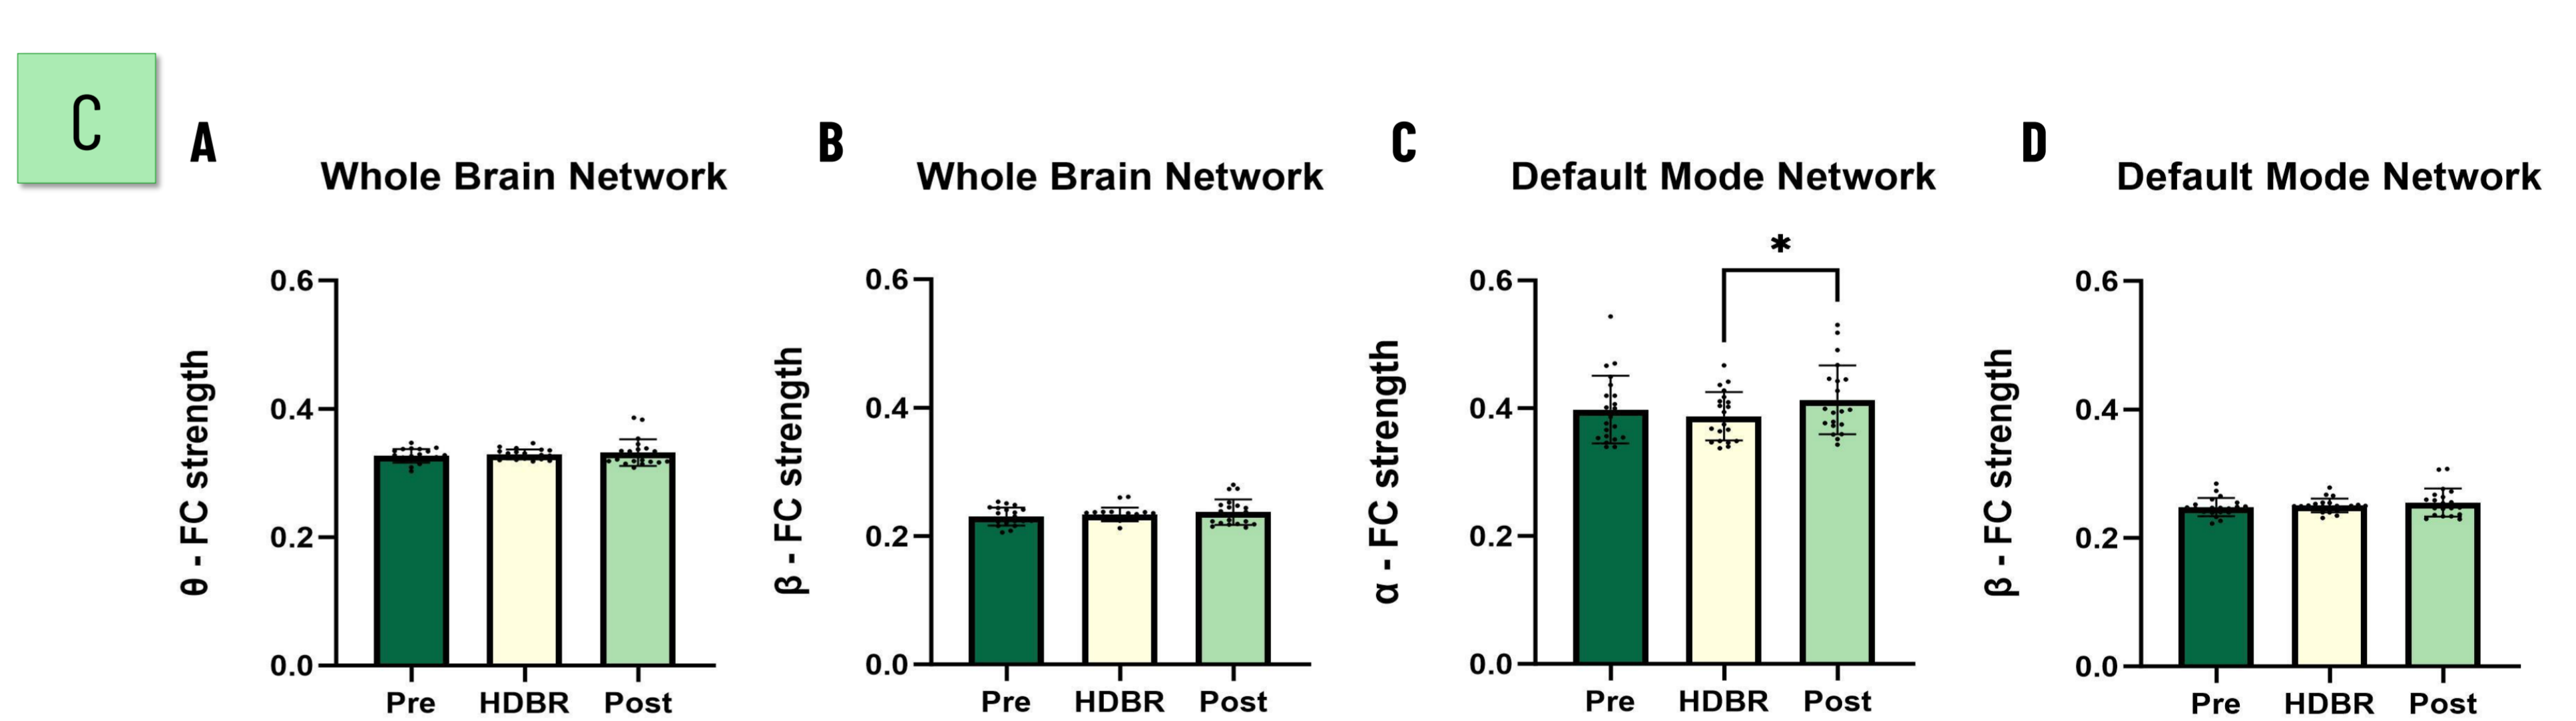 C
A
Whole Brain Network
θ - FC strength
0.6
0.4
0.2
0.0
Pre HDBR Post
B
Whole Brain Network
β - FC strength
0.6
0.4
0.2
0.0
Pre HDBR Post
C
Default Mode Network
*
α - FC strength
0.6
0.4
0.2
0.0
Pre HDBR Post
D
Default Mode Network
β - FC strength
0.6
0.4
0.2
0.0
Pre HDBR Post